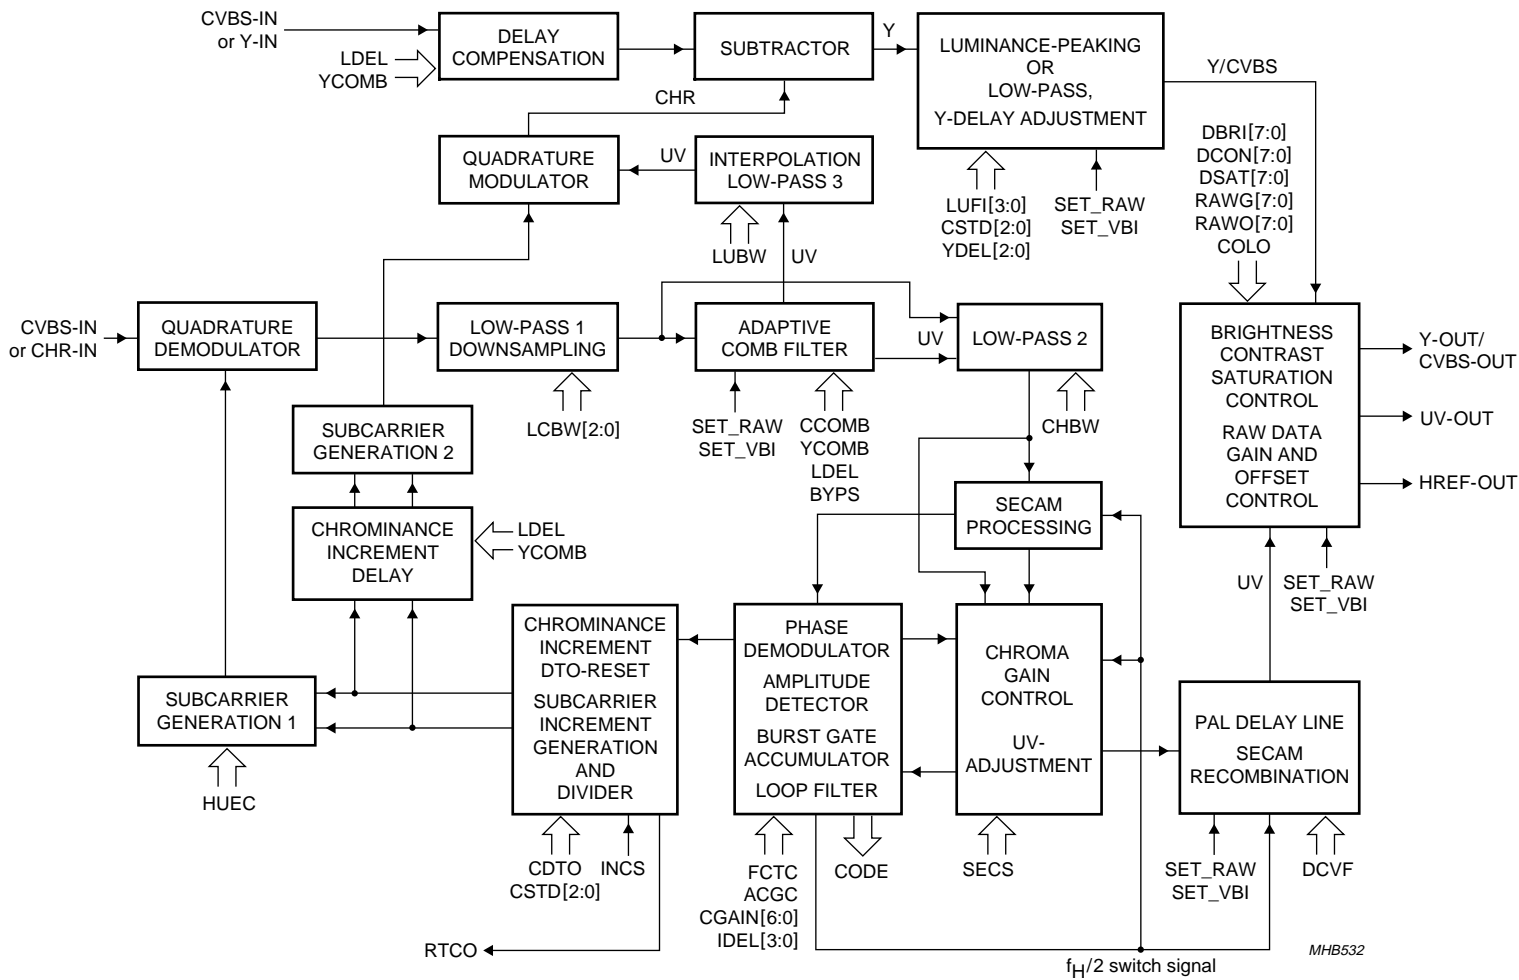 CVBS-IN
or Y-IN
LDEL
YCOMB
DELAY
COMPENSATION
SUBTRACTOR
Y
LUMINANCE-PEAKING
OR
LOW-PASS,
Y-DELAY ADJUSTMENT
Y/CVBS
CHR
QUADRATURE
MODULATOR
UV
INTERPOLATION
LOW-PASS 3
LUBW
UV
LUFI[3:0]
CSTD[2:0]
YDEL[2:0]
SET_RAW
SET_VBI
DBRI[7:0]
DCON[7:0]
DSAT[7:0]
RAWG[7:0]
RAWO[7:0]
COLO
CVBS-IN
or CHR-IN
QUADRATURE
DEMODULATOR
LOW-PASS 1
DOWNSAMPLING
LCBW[2:0]
ADAPTIVE
COMB FILTER
UV
LOW-PASS 2
SET_RAW
SET_VBI
CCOMB
YCOMB
LDEL
BYPS
CHBW
BRIGHTNESS
CONTRAST
SATURATION
CONTROL
RAW DATA
GAIN AND
OFFSET
CONTROL
Y-OUT/
CVBS-OUT
UV-OUT
HREF-OUT
SUBCARRIER
GENERATION 2
CHROMINANCE
INCREMENT
DELAY
LDEL
YCOMB
SECAM
PROCESSING
UV
SET_RAW
SET_VBI
SUBCARRIER
GENERATION 1
HUEC
CHROMINANCE
INCREMENT
DTO-RESET
SUBCARRIER
INCREMENT
GENERATION
AND
DIVIDER
CDTO
CSTD[2:0]
INCS
PHASE
DEMODULATOR
AMPLITUDE
DETECTOR
BURST GATE
ACCUMULATOR
LOOP FILTER
FCTC
ACGC
CGAIN[6:0]
IDEL[3:0]
CODE
CHROMA
GAIN
CONTROL
UV-
ADJUSTMENT
SECS
PAL DELAY LINE
SECAM
RECOMBINATION
SET_RAW
SET_VBI
DCVF
RTCO
fH/2 switch signal
MHB532